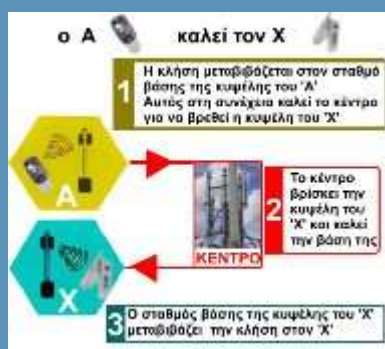 ο Α καλεί τον Χ
1
Η κλήση μεταβιβάζεται στον σταθμό
βάσης της κυψέλης του 'Α'
Αυτός στη συνέχεια καλεί το κέντρο
για να βρεθεί η κυψέλη του 'Χ'
Α
2
Το κέντρο
βρίσκει την
κυψέλη του
'Χ' και καλεί
την βάση της
ΚΕΝΤΡΟ
Χ
3
Ο σταθμός βάσης της κυψέλης του 'Χ'
μεταβιβάζει την κλήση στον 'Χ'